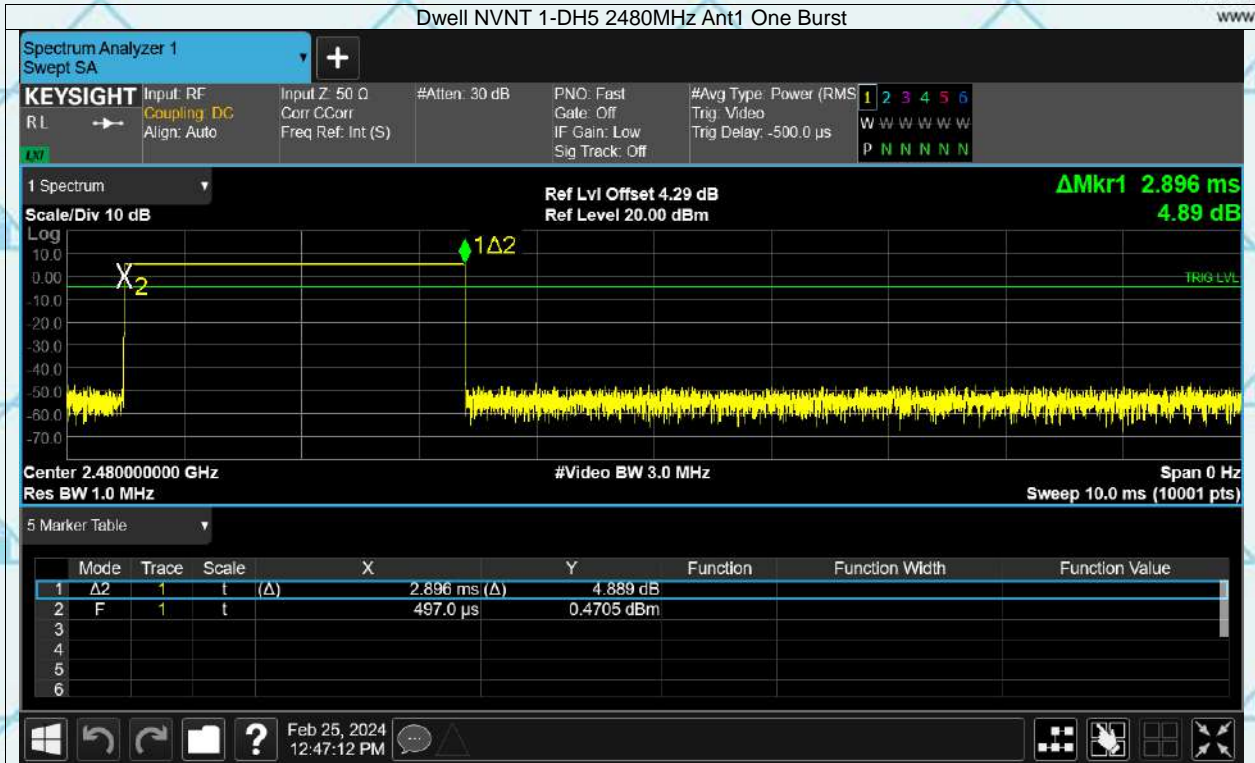 Dwell NVNT 1-DH5 2480MHz Ant1 One Burst
www
Spectrum Analyzer 1
Swept SA
+
KEYSIGHT
RL
LXI
Input: RF
Coupling: DC
Align: Auto
Input Z: 50 Ω
Corr CCorr
Freq Ref: Int (S)
#Atten: 30 dB
PNO: Fast
Gate: Off
IF Gain: Low
Sig Track: Off
#Avg Type: Power (RMS
Trig: Video
Trig Delay: -500.0 µs
1 2 3 4 5 6
W W W W W W
P N N N N N
1 Spectrum
Scale/Div 10 dB
Log
Ref Lvl Offset 4.29 dB
Ref Level 20.00 dBm
ΔMkr1 2.896 ms
4.89 dB
10.0
0.00
-10.0
-20.0
-30.0
-40.0
-50.0
-60.0
-70.0
1Δ2
X2
TRIG LVL
Center 2.480000000 GHz
Res BW 1.0 MHz
#Video BW 3.0 MHz
Span 0 Hz
Sweep 10.0 ms (10001 pts)
5 Marker Table
Mode Trace Scale X Y Function Function Width Function Value
1 Δ2 1 t (Δ) 2.896 ms (Δ) 4.889 dB
2 F 1 t 497.0 µs 0.4705 dBm
3
4
5
6
?
Feb 25, 2024
12:47:12 PM